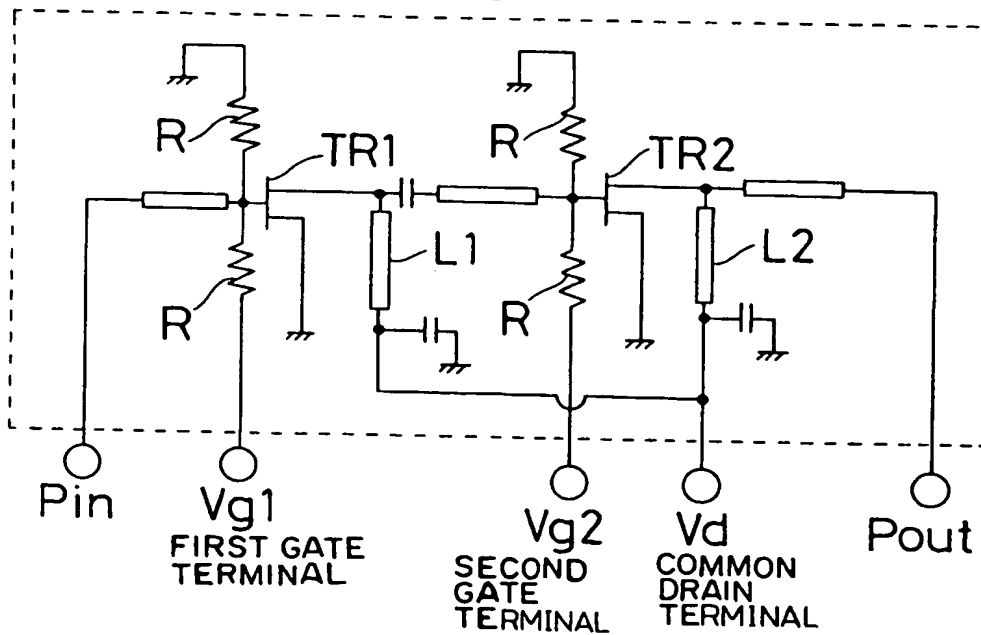 R
R
TR1
TR2
L1
L2
R
R
Pin
Vg1
Vg2
Vd
Pout
FIRST GATE
TERMINAL
SECOND
GATE
TERMINAL
COMMON
DRAIN
TERMINAL